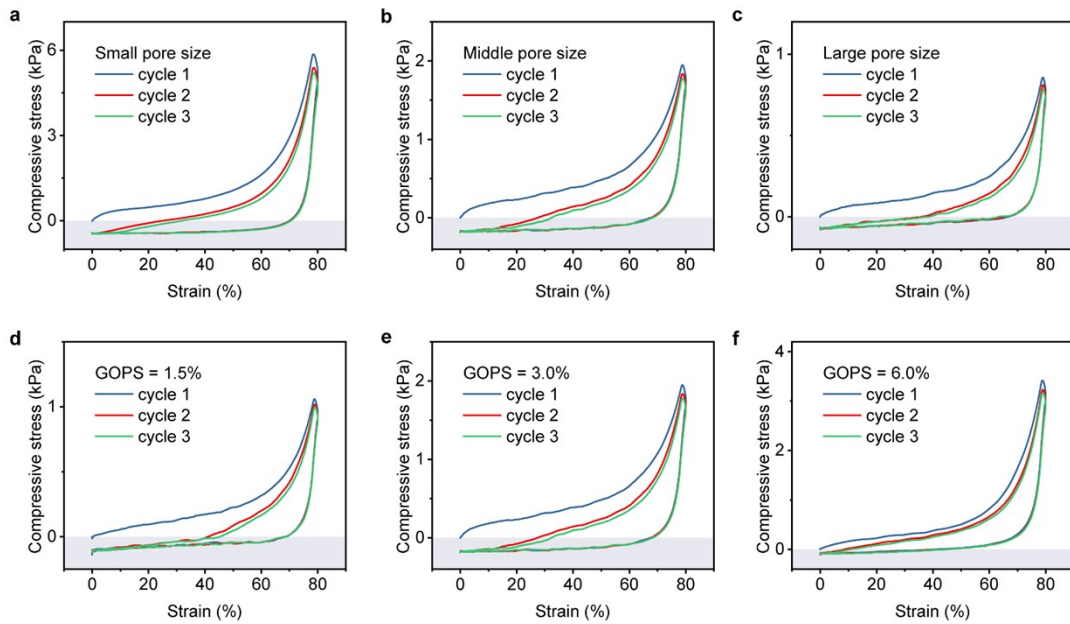 a
Compressive stress (kPa)
6
3
0
Small pore size
cycle 1
cycle 2
cycle 3
0 20 40 60 80
Strain (%)
b
Compressive stress (kPa)
2
1
0
Middle pore size
cycle 1
cycle 2
cycle 3
0 20 40 60 80
Strain (%)
c
Compressive stress (kPa)
1
0
Large pore size
cycle 1
cycle 2
cycle 3
0 20 40 60 80
Strain (%)
d
Compressive stress (kPa)
1
0
GOPS = 1.5%
cycle 1
cycle 2
cycle 3
0 20 40 60 80
Strain (%)
e
Compressive stress (kPa)
2
1
0
GOPS = 3.0%
cycle 1
cycle 2
cycle 3
0 20 40 60 80
Strain (%)
f
Compressive stress (kPa)
4
2
0
GOPS = 6.0%
cycle 1
cycle 2
cycle 3
0 20 40 60 80
Strain (%)